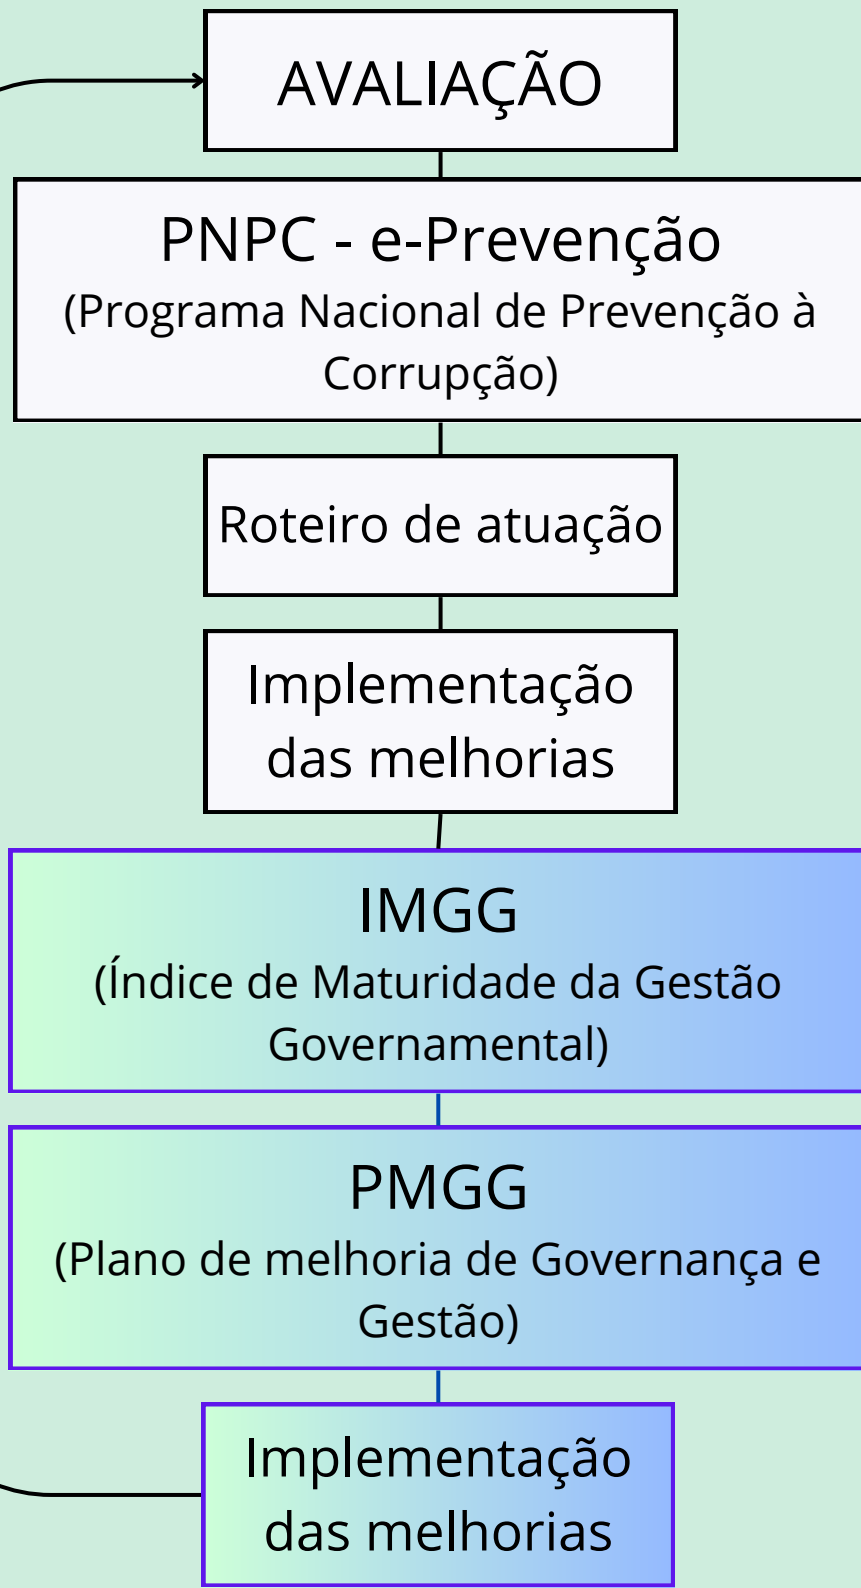 AVALIAÇÃO
PNPC - e-Prevenção
(Programa Nacional de Prevenção à
Corrupção)
Roteiro de atuação
Implementação
das melhorias
IMGG
(Índice de Maturidade da Gestão
Governamental)
PMGG
(Plano de melhoria de Governança e
Gestão)
Implementação
das melhorias